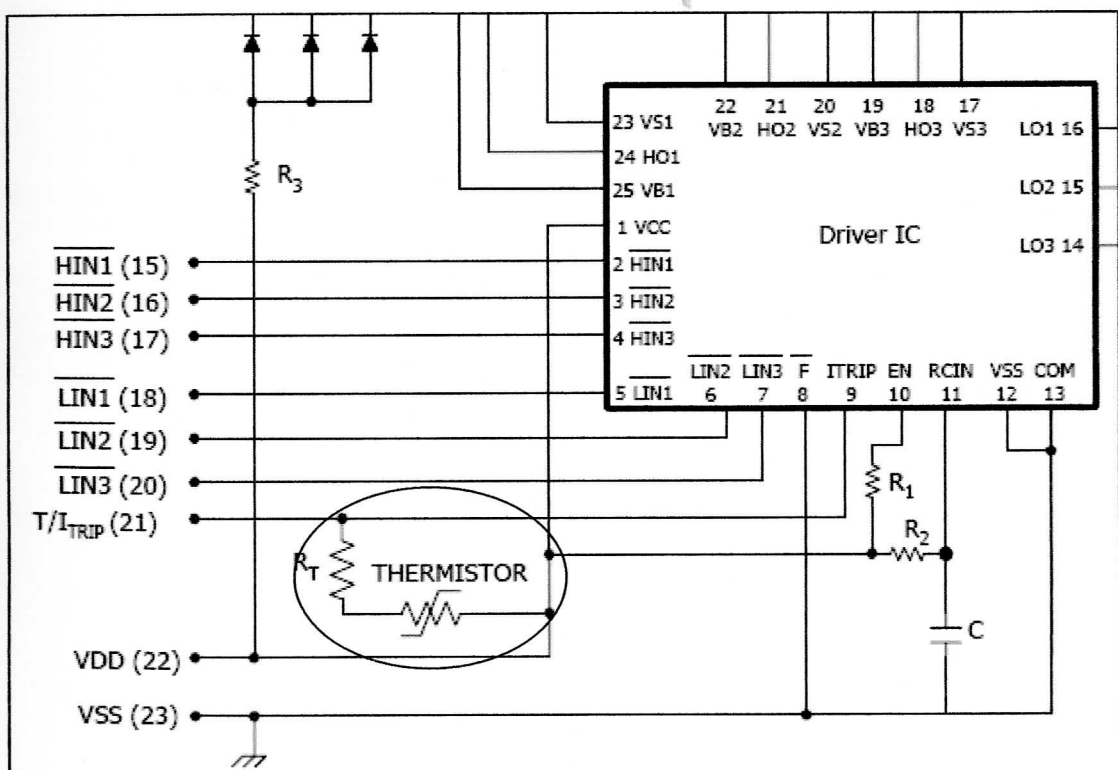 22 21 20 19 18 17
VB2 HO2 VS2 VB3 HO3 VS3
23 VS1
24 HO1
25 VB1
1 VCC
2 HIN1
3 HIN2
4 HIN3
5 LIN1
LO1 16
LO2 15
LO3 14
Driver IC
LIN2 LIN3 F ITRIP EN RCIN VSS COM
6 7 8 9 10 11 12 13
R3
HIN1 (15)
HIN2 (16)
HIN3 (17)
LIN1 (18)
LIN2 (19)
LIN3 (20)
T/ITRIP (21)
R1
R2
RT
THERMISTOR
C
VDD (22)
VSS (23)